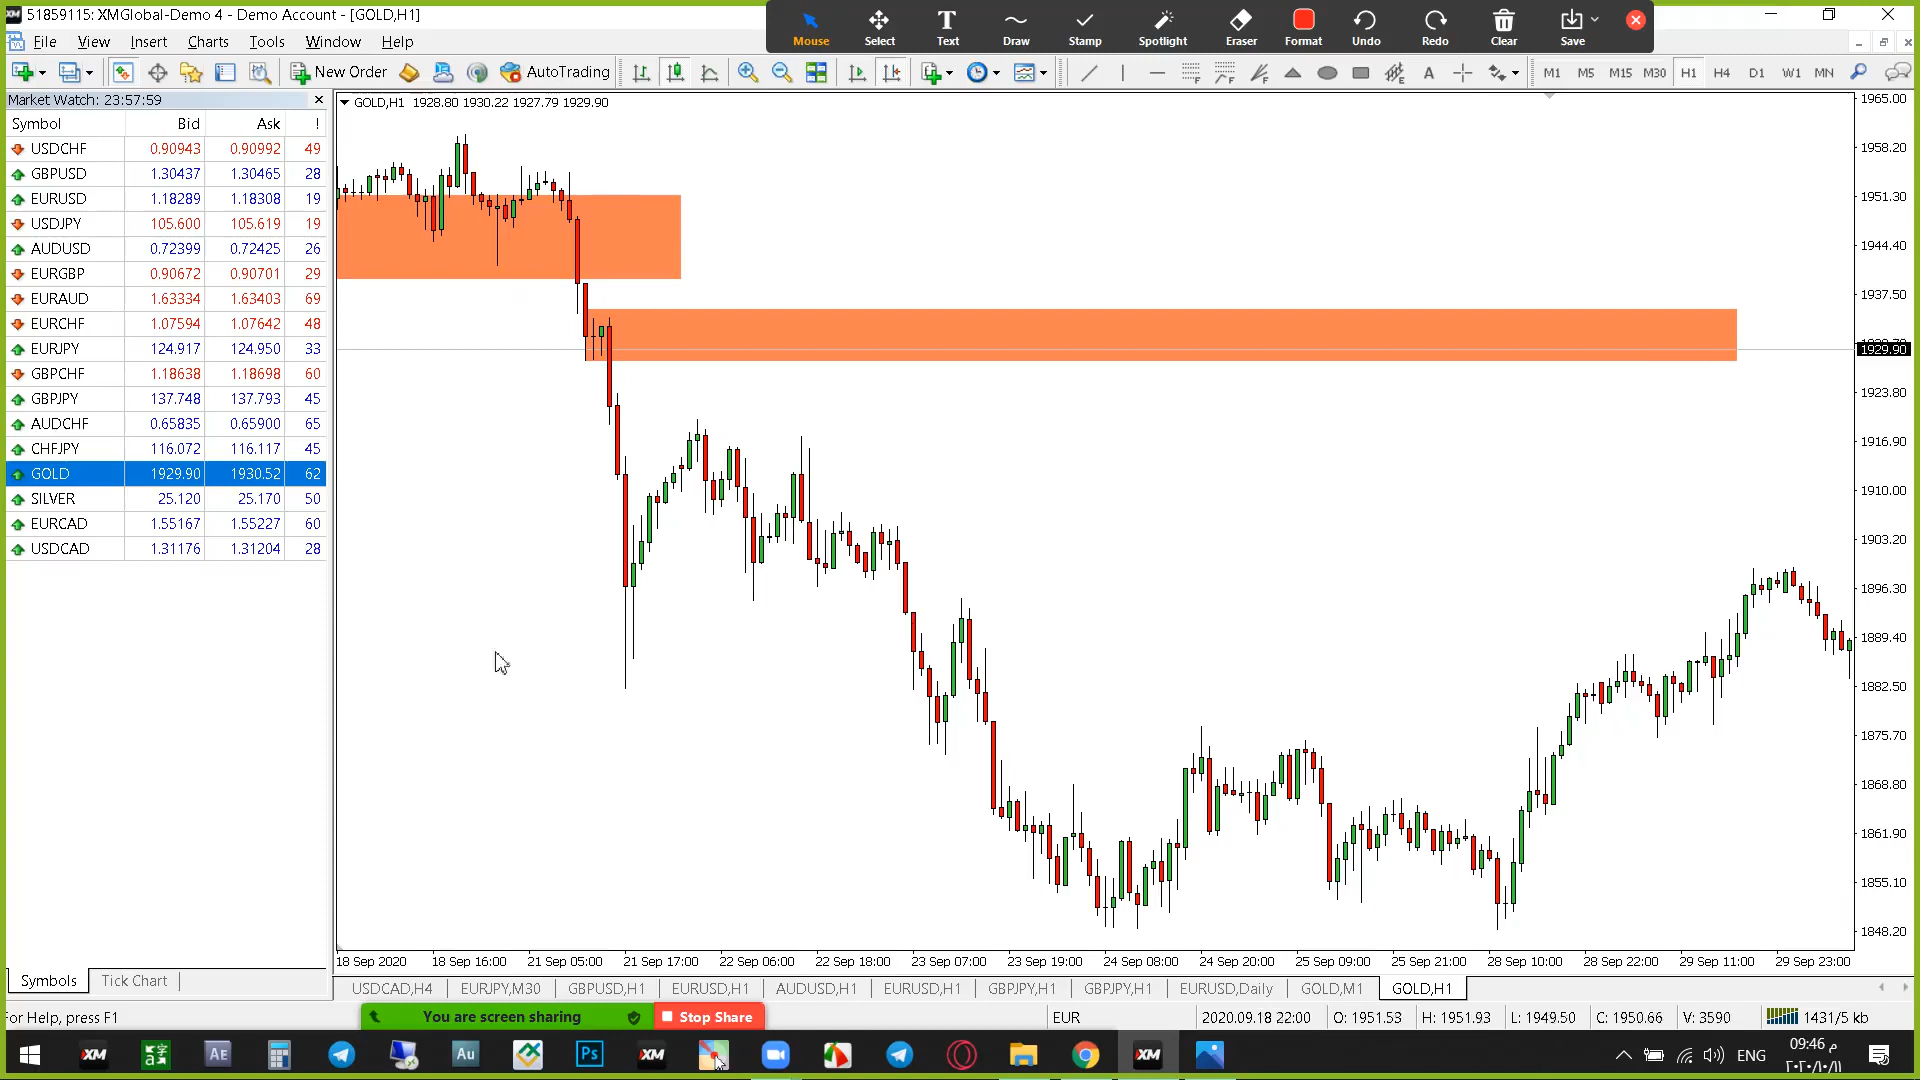 51859115: XMGlobal-Demo 4 - Demo Account - [GOLD,H1]
Mouse Select Text Draw Stamp Spotlight Eraser Format Undo Redo Clear Save
File View Insert Charts Tools Window Help
New Order AutoTrading A M1 M5 M15 M30 H1 H4 D1 W1 MN
Market Watch: 23:57:59
Symbol Bid Ask !
USDCHF 0.90943 0.90992 49
GBPUSD 1.30437 1.30465 28
EURUSD 1.18289 1.18308 19
USDJPY 105.600 105.619 19
AUDUSD 0.72399 0.72425 26
EURGBP 0.90672 0.90701 29
EURAUD 1.63334 1.63403 69
EURCHF 1.07594 1.07642 48
EURJPY 124.917 124.950 33
GBPCHF 1.18638 1.18698 60
GBPJPY 137.748 137.793 45
AUDCHF 0.65835 0.65900 65
CHFJPY 116.072 116.117 45
GOLD 1929.90 1930.52 62
SILVER 25.120 25.170 50
EURCAD 1.55167 1.55227 60
USDCAD 1.31176 1.31204 28
Symbols Tick Chart
GOLD,H1 1928.80 1930.22 1927.79 1929.90
1965.00
1958.20
1951.30
1944.40
1937.50
1929.90
1923.80
1916.90
1910.00
1903.20
1896.30
1889.40
1882.50
1875.70
1868.80
1861.90
1855.10
1848.20
18 Sep 2020 18 Sep 16:00 21 Sep 05:00 21 Sep 17:00 22 Sep 06:00 22 Sep 18:00 23 Sep 07:00 23 Sep 19:00 24 Sep 08:00 24 Sep 20:00 25 Sep 09:00 25 Sep 21:00 28 Sep 10:00 28 Sep 22:00 29 Sep 11:00 29 Sep 23:00
USDCAD,H4 EURJPY,M30 GBPUSD,H1 EURUSD,H1 AUDUSD,H1 EURUSD,H1 GBPJPY,H1 GBPJPY,H1 EURUSD,Daily GOLD,M1 GOLD,H1
For Help, press F1
You are screen sharing Stop Share
EUR 2020.09.18 22:00 O: 1951.53 H: 1951.93 L: 1949.50 C: 1950.66 V: 3590 1431/5 kb
XM AE Au Ps XM XM
ENG
09:46 م